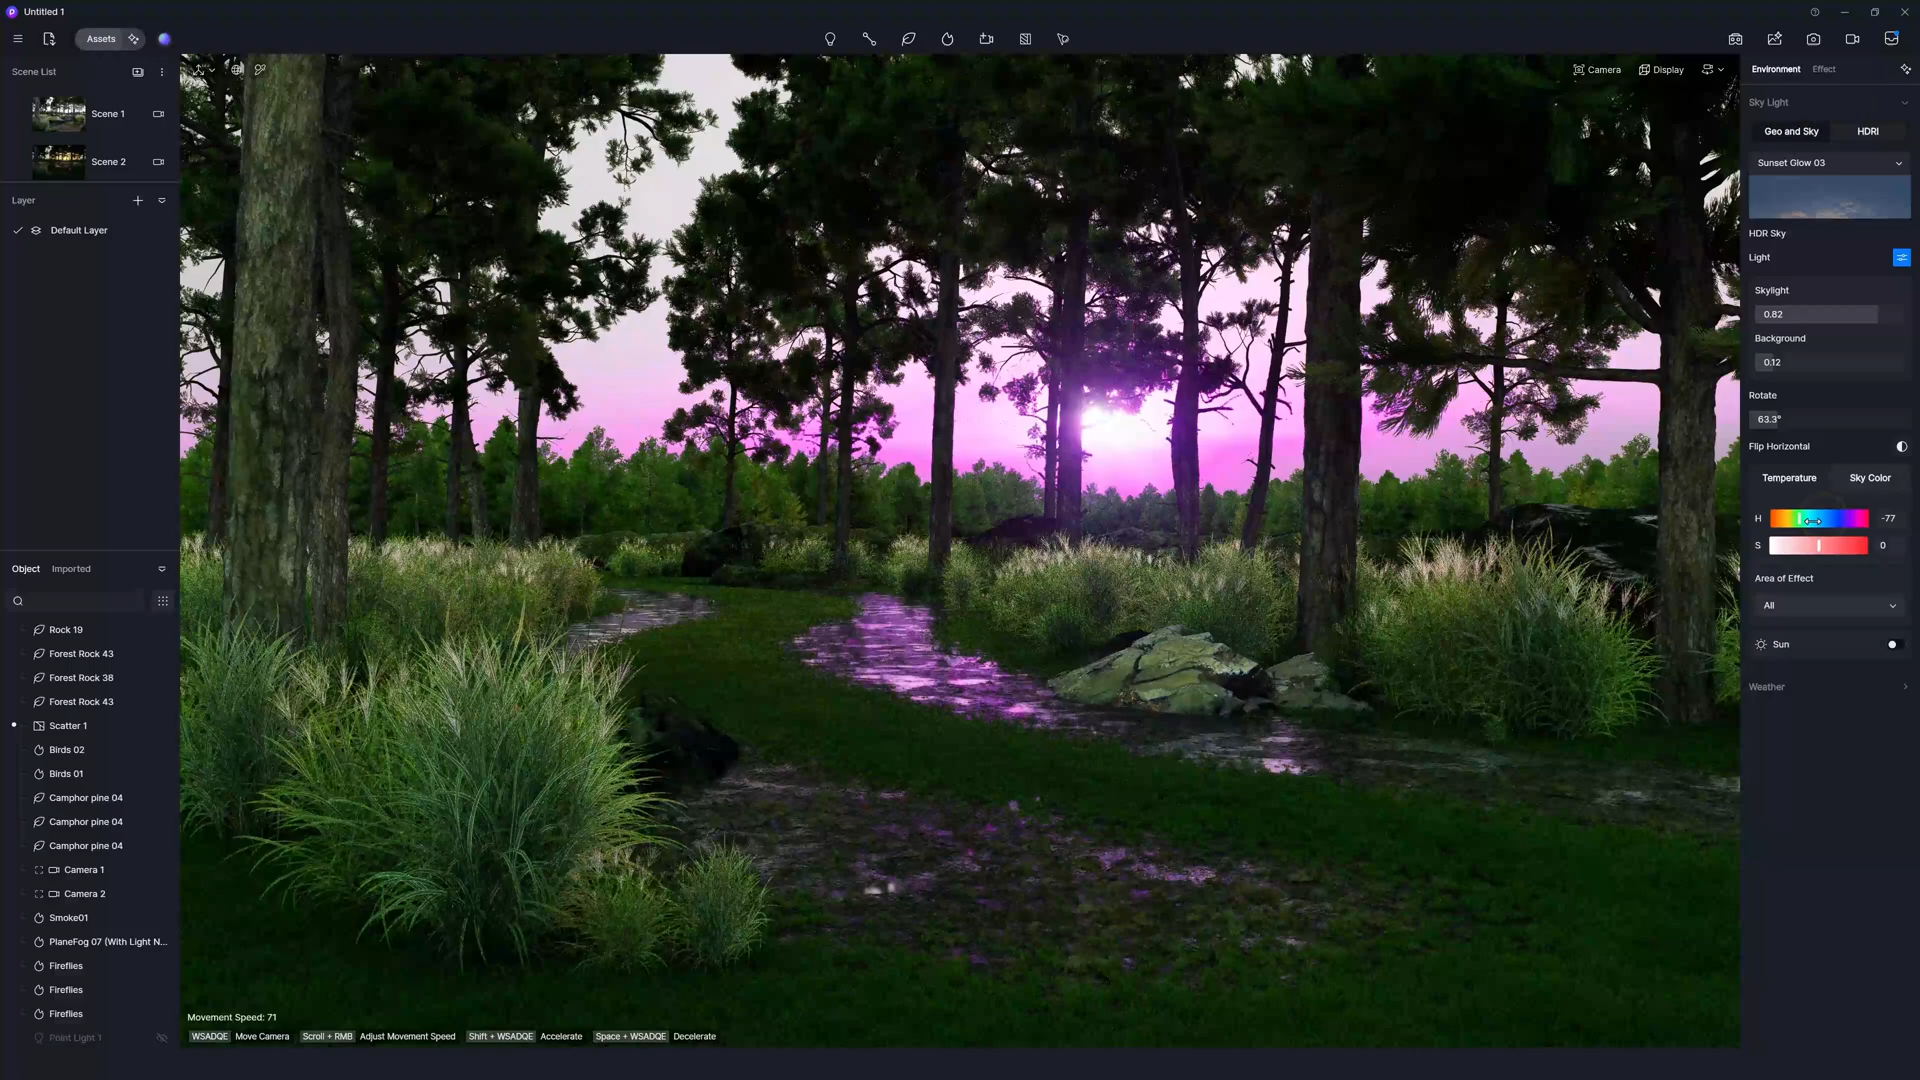 Untitled 1
Assets
Scene List
Scene 1
Scene 2
Layer
Default Layer
Object
Imported
Rock 19
Forest Rock 43
Forest Rock 38
Forest Rock 43
Scatter 1
Birds 02
Birds 01
Camphor pine 04
Camphor pine 04
Camphor pine 04
Camera 1
Camera 2
Smoke01
PlaneFog 07 (With Light N...
Fireflies
Fireflies
Fireflies
Point Light 1
Camera
Display
Movement Speed: 71
WSADQE Move Camera Scroll + RMB Adjust Movement Speed Shift + WSADQE Accelerate Space + WSADQE Decelerate
Environment
Effect
Sky Light
Geo and Sky
HDRI
Sunset Glow 03
HDR Sky
Light
Skylight
0.82
Background
0.12
Rotate
63.3°
Flip Horizontal
Temperature
Sky Color
H -77
S 0
Area of Effect
All
Sun
Weather